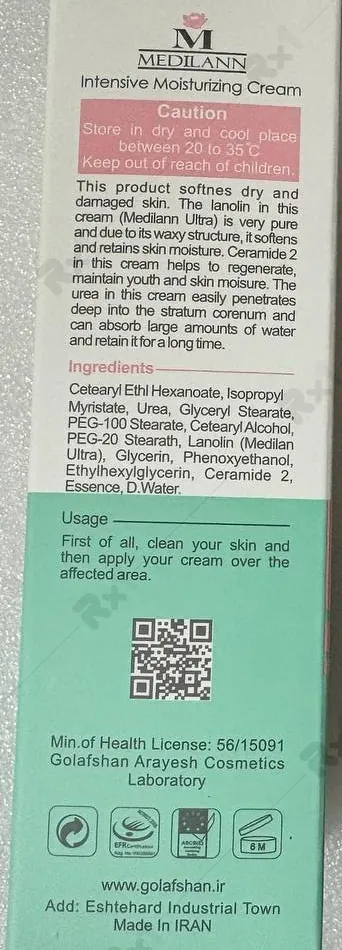 M
MEDILANN
Intensive Moisturizing Cream
Caution
Store in dry and cool place
between 20 to 35°C
Keep out of reach of children.
This product softnes dry and
damaged skin. The lanolin in this
cream (Medilann Ultra) is very pure
and due to its waxy structure, it softens
and retains skin moisture. Ceramide 2
in this cream helps to regenerate,
maintain youth and skin moisure. The
urea in this cream easily penetrates
deep into the stratum corenum and
can absorb large amounts of water
and retain it for a long time.
Ingredients
Cetearyl Ethl Hexanoate, Isopropyl
Myristate, Urea, Glyceryl Stearate,
PEG-100 Stearate, Cetearyl Alcohol,
PEG-20 Stearath, Lanolin (Medilan
Ultra), Glycerin, Phenoxyethanol,
Ethylhexylglycerin, Ceramide 2,
Essence, D.Water.
Usage
First of all, clean your skin and
then apply your cream over the
affected area.
Min.of Health License: 56/15091
Golafshan Arayesh Cosmetics
Laboratory
EFR Certification
6 M
www.golafshan.ir
Add: Eshtehard Industrial Town
Made In IRAN